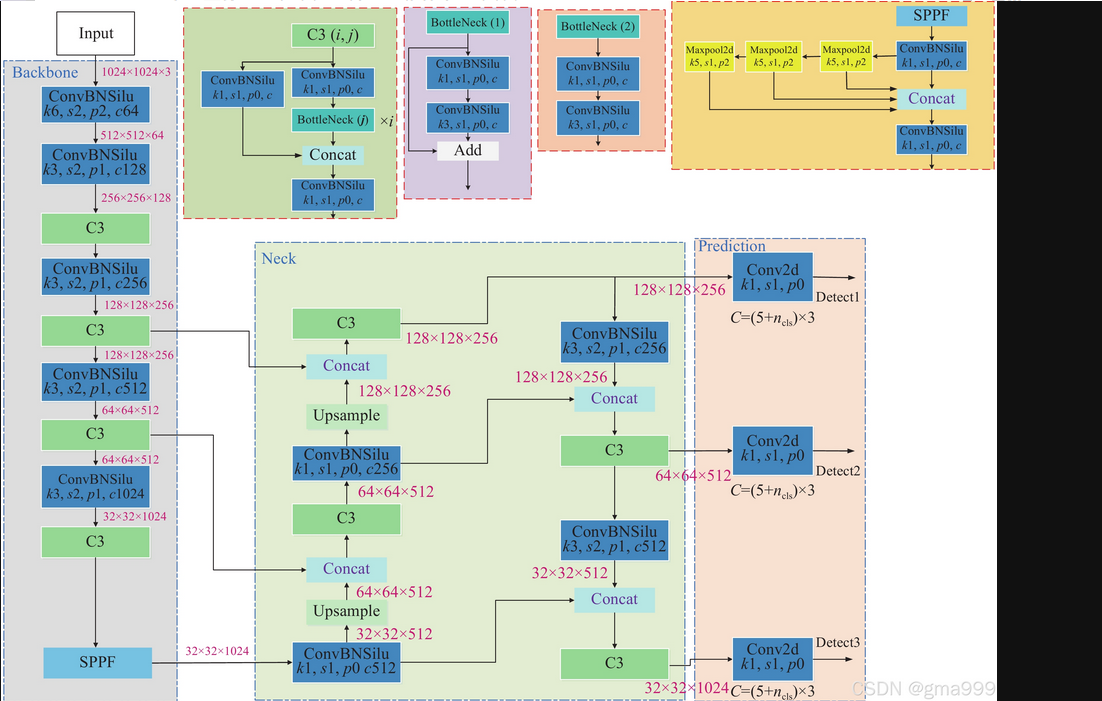 Input
Backbone
1024×1024×3
ConvBNSilu
k6, s2, p2, c64
512×512×64
ConvBNSilu
k3, s2, p1, c128
256×256×128
C3
ConvBNSilu
k3, s2, p1, c256
128×128×256
C3
128×128×256
ConvBNSilu
k3, s2, p1, c512
64×64×512
C3
64×64×512
ConvBNSilu
k3, s2, p1, c1024
32×32×1024
C3
SPPF
32×32×1024
C3 (i, j)
ConvBNSilu
k1, s1, p0, c
ConvBNSilu
k1, s1, p0, c
BottleNeck (j)
×i
Concat
ConvBNSilu
k1, s1, p0, c
BottleNeck (1)
ConvBNSilu
k1, s1, p0, c
ConvBNSilu
k3, s1, p0, c
Add
BottleNeck (2)
ConvBNSilu
k1, s1, p0, c
ConvBNSilu
k3, s1, p0, c
SPPF
Maxpool2d
k5, s1, p2
Maxpool2d
k5, s1, p2
Maxpool2d
k5, s1, p2
ConvBNSilu
k1, s1, p0, c
Concat
ConvBNSilu
k1, s1, p0, c
Neck
C3
128×128×256
Concat
128×128×256
Upsample
ConvBNSilu
k1, s1, p0, c256
64×64×512
C3
Concat
64×64×512
Upsample
32×32×512
ConvBNSilu
k1, s1, p0 c512
128×128×256
ConvBNSilu
k3, s2, p1, c256
128×128×256
Concat
C3
64×64×512
ConvBNSilu
k3, s2, p1, c512
32×32×512
Concat
C3
32×32×1024
Prediction
Conv2d
k1, s1, p0
Detect1
C=(5+ncls)×3
Conv2d
k1, s1, p0
Detect2
C=(5+ncls)×3
Conv2d
k1, s1, p0
Detect3
C=(5+ncls)×3
CSDN @gma999